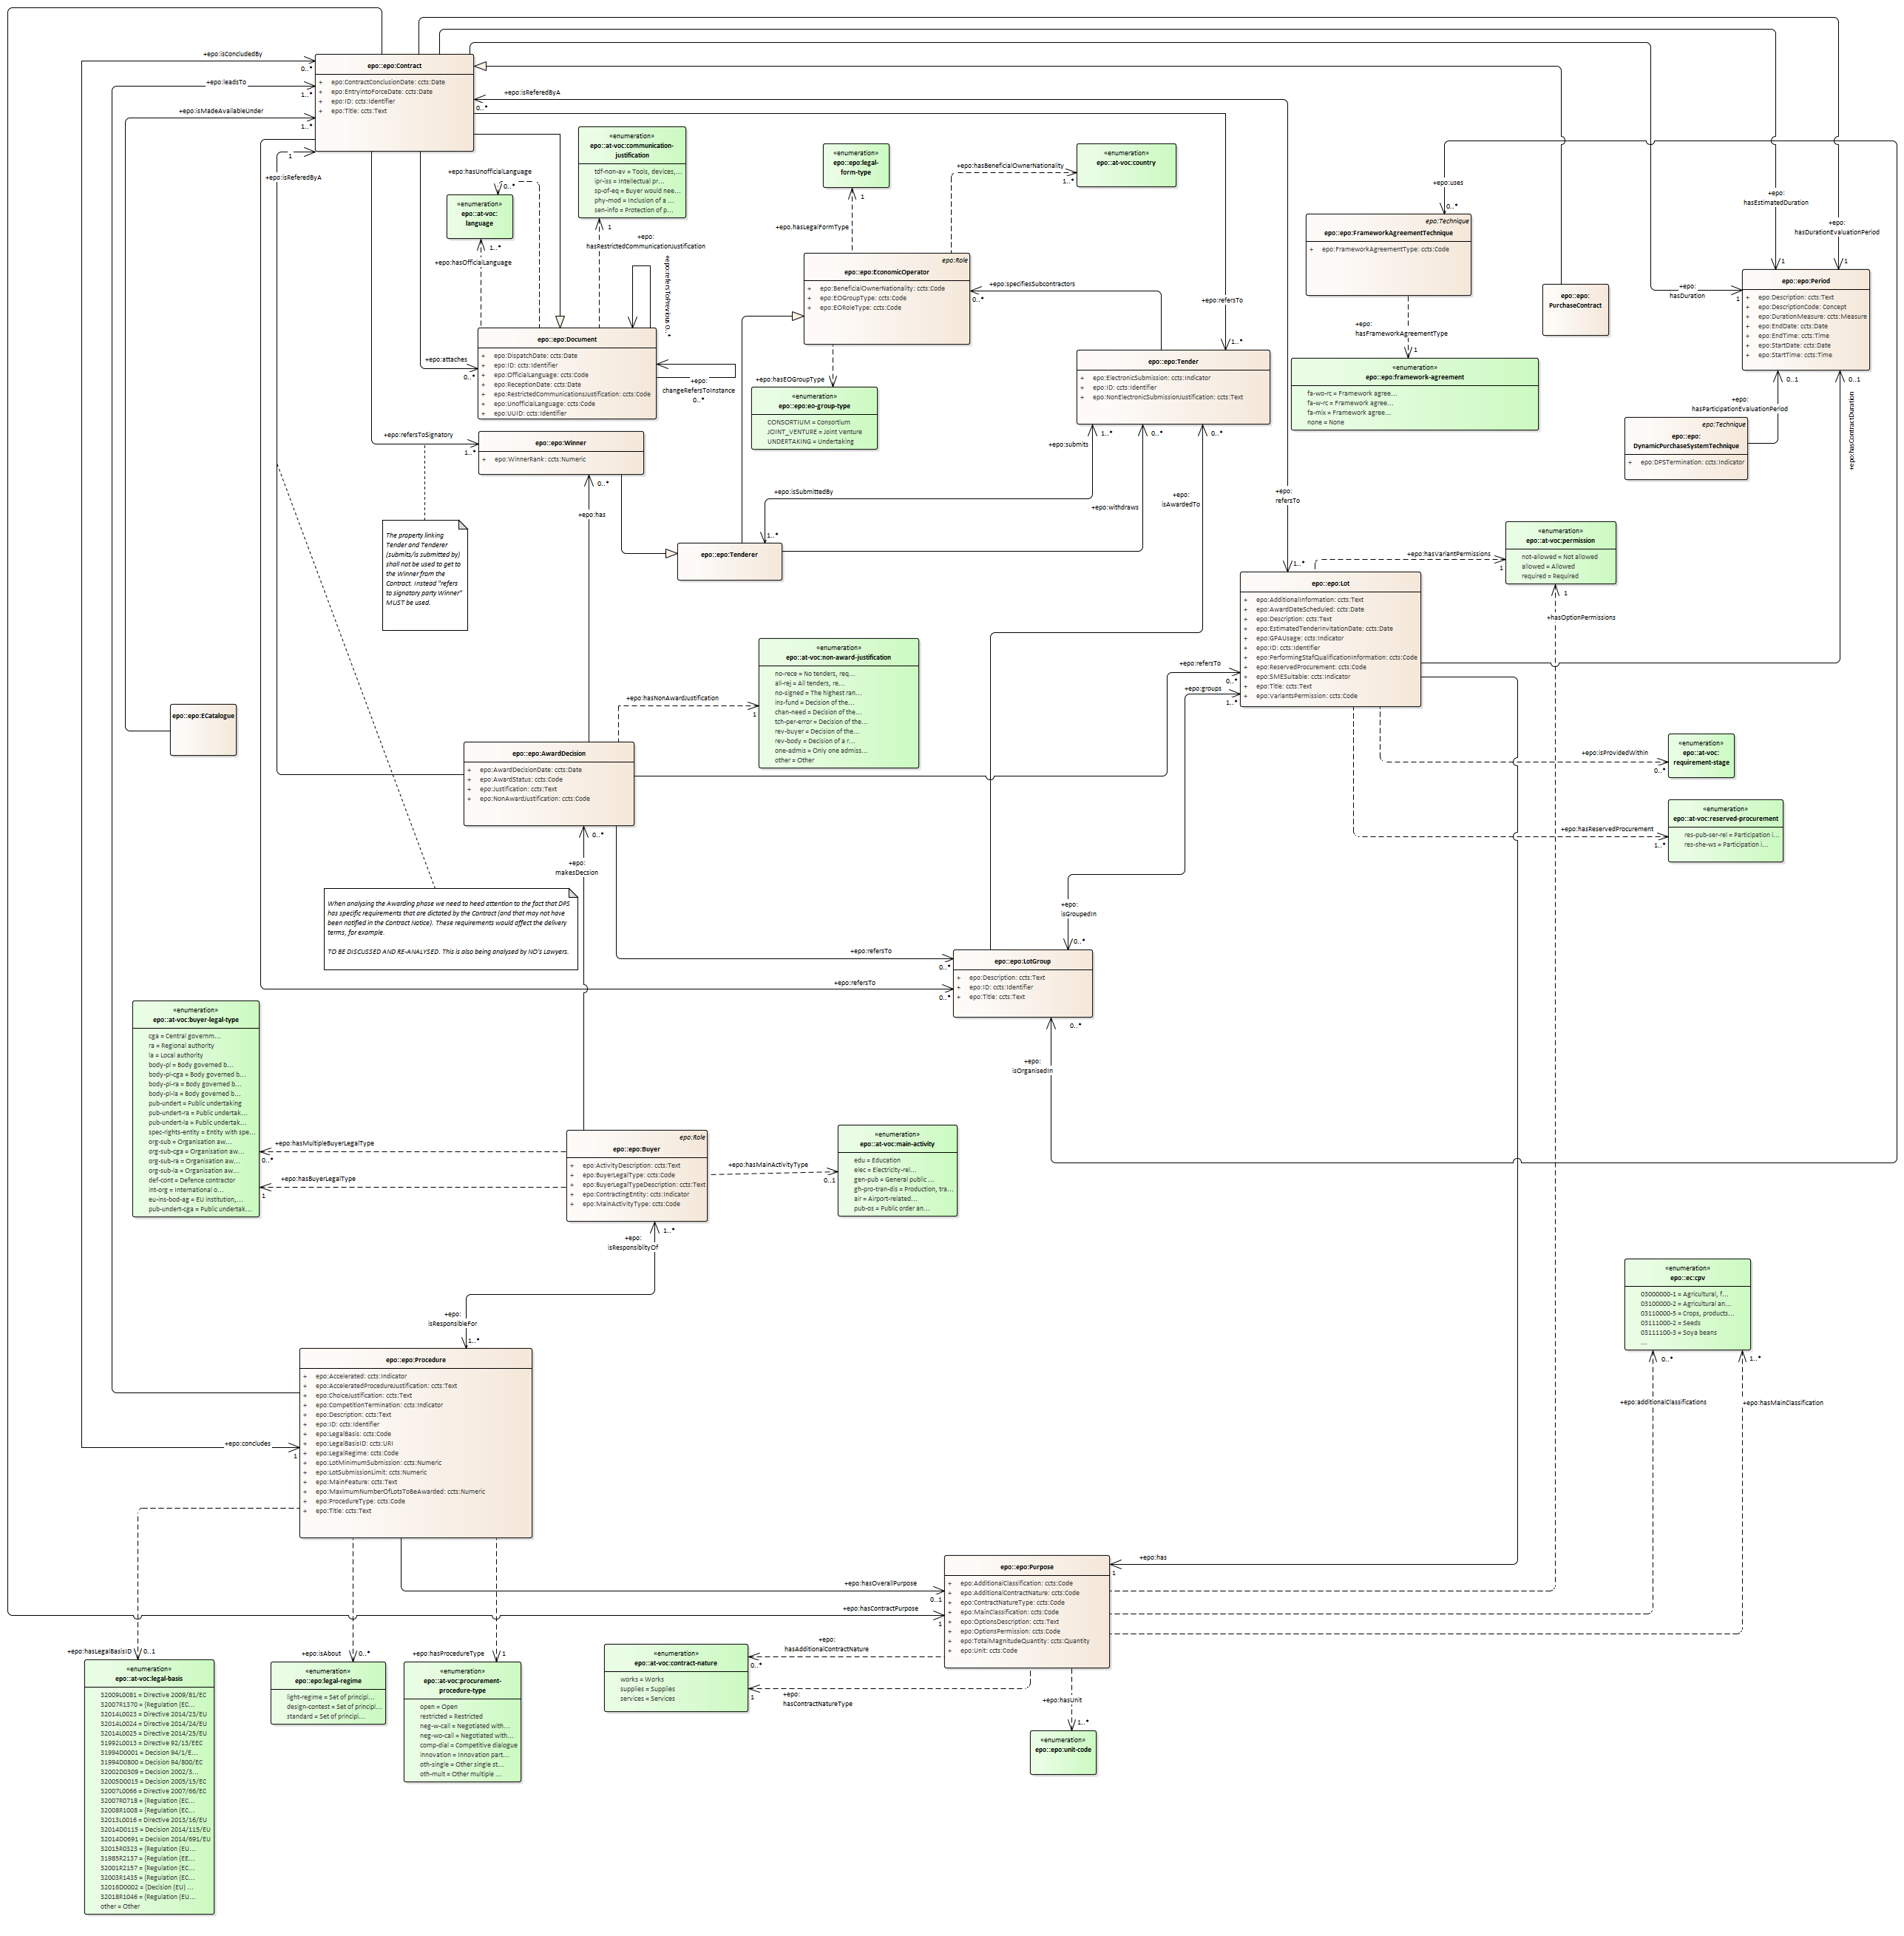 +epo:isConcludedBy
0..*
+epo:leadsTo
1..*
+epo:isMadeAvailableUnder
1..*
1
+epo:isReferedByA
epo::epo:Contract
+ epo:ContractConclusionDate: ccts:Date
+ epo:EntryintoForceDate: ccts:Date
+ epo:ID: ccts:Identifier
+ epo:Title: ccts:Text
+epo:isReferedByA
0..*
+epo:hasUnofficialLanguage
0..*
«enumeration»
epo::at-voc:
language
1..*
+epo:hasOfficialLanguage
«enumeration»
epo::at-voc:communication-
justification
tdf-non-av = Tools, devices,...
ipr-iss = Intellectual pr...
sp-of-eq = Buyer would nee...
phy-mod = Inclusion of a ...
sen-info = Protection of p...
1
+epo:
hasRestrictedCommunicationJustification
+epo:refersToPrevious 0..*
«enumeration»
epo::epo:legal-
form-type
1
+epo:hasLegalFormType
+epo:hasBeneficialOwnerNationality
1..*
«enumeration»
epo::at-voc:country
epo:Role
epo::epo:EconomicOperator
+ epo:BeneficialOwnerNationality: ccts:Code
+ epo:EOGroupType: ccts:Code
+ epo:EORoleType: ccts:Code
+epo:specifiesSubcontractors
0..*
+epo:refersTo
1..*
+epo:uses
0..*
epo:Technique
epo::epo:FrameworkAgreementTechnique
+ epo:FrameworkAgreementType: ccts:Code
+epo:
hasFrameworkAgreementType
1
«enumeration»
epo::epo:framework-agreement
fa-wo-rc = Framework agree...
fa-w-rc = Framework agree...
fa-mix = Framework agree...
none = None
epo::epo:
PurchaseContract
+epo:
hasEstimatedDuration
1
+epo:
hasDurationEvaluationPeriod
1
+epo:
hasDuration
1
epo::epo:Period
+ epo:Description: ccts:Text
+ epo:DescriptionCode: Concept
+ epo:DurationMeasure: ccts:Measure
+ epo:EndDate: ccts:Date
+ epo:EndTime: ccts:Time
+ epo:StartDate: ccts:Date
+ epo:StartTime: ccts:Time
0..1
0..1
+epo:
hasParticipationEvaluationPeriod
+epo:hasContractDuration
epo:Technique
epo::epo:
DynamicPurchaseSystemTechnique
+ epo:DPSTermination: ccts:Indicator
epo::epo:Document
+ epo:DispatchDate: ccts:Date
+ epo:ID: ccts:Identifier
+ epo:OfficialLanguage: ccts:Code
+ epo:ReceptionDate: ccts:Date
+ epo:RestrictedCommunicationsJustification: ccts:Code
+ epo:UnofficialLanguage: ccts:Code
+ epo:UUID: ccts:Identifier
+epo:attaches
0..*
+epo:
changeRefersToInstance
0..*
+epo:hasEOGroupType
«enumeration»
epo::epo:eo-group-type
CONSORTIUM = Consortium
JOINT_VENTURE = Joint Venture
UNDERTAKING = Undertaking
epo::epo:Tender
+ epo:ElectronicSubmission: ccts:Indicator
+ epo:ID: ccts:Identifier
+ epo:NonElectronicSubmissionJustification: ccts:Text
+epo:refersToSignatory
1..*
epo::epo:Winner
+ epo:WinnerRank: ccts:Numeric
0..*
+epo:has
+epo:submits
1..*
0..*
0..*
+epo:isSubmittedBy
1..*
+epo:withdraws
+epo:
isAwardedTo
+epo:
refersTo
1..*
epo::epo:Tenderer
The property linking
Tender and Tenderer
(submits/is submitted by)
shall not be used to get to
the Winner from the
Contract. Instead "refers
to signatory party Winner"
MUST be used.
«enumeration»
epo::at-voc:permission
not-allowed = Not allowed
allowed = Allowed
required = Required
+epo:hasVariantPermissions
1
1
+hasOptionPermissions
epo::epo:Lot
+ epo:AdditionalInformation: ccts:Text
+ epo:AwardDateScheduled: ccts:Date
+ epo:Description: ccts:Text
+ epo:EstimatedTenderInvitationDate: ccts:Date
+ epo:GPAUsage: ccts:Indicator
+ epo:ID: ccts:Identifier
+ epo:PerformingStafQualificationInformation: ccts:Code
+ epo:ReservedProcurement: ccts:Code
+ epo:SMESuitable: ccts:Indicator
+ epo:Title: ccts:Text
+ epo:VariantsPermission: ccts:Code
+epo:refersTo
0..*
+epo:groups
1..*
«enumeration»
epo::at-voc:non-award-justification
no-rece = No tenders, req...
all-rej = All tenders, re...
no-signed = The highest ran...
ins-fund = Decision of the...
chan-need = Decision of the...
tch-per-error = Decision of the...
rev-buyer = Decision of the...
rev-body = Decision of a r...
one-admis = Only one admiss...
other = Other
+epo:hasNonAwardJustification
1
epo::epo:ECatalogue
epo::epo:AwardDecision
+ epo:AwardDecisionDate: ccts:Date
+ epo:AwardStatus: ccts:Code
+ epo:Justification: ccts:Text
+ epo:NonAwardJustification: ccts:Code
0..*
+epo:
makesDecsion
+epo:isProvidedWithin
0..*
«enumeration»
epo::at-voc:
requirement-stage
+epo:hasReservedProcurement
1..*
«enumeration»
epo::at-voc:reserved-procurement
res-pub-ser-rel = Participation i...
res-she-ws = Participation i...
When analysing the Awarding phase we need to heed attention to the fact that DPS
has specific requirements that are dictated by the Contract (and that may not have
been notified in the Contract Notice). These requirements would affect the delivery
terms, for example.
TO BE DISCUSSED AND RE-ANALYSED. This is also being analysed by NO's Lawyers.
+epo:
isGroupedIn
0..*
+epo:refersTo
0..*
+epo:refersTo
0..*
epo::epo:LotGroup
+ epo:Description: ccts:Text
+ epo:ID: ccts:Identifier
+ epo:Title: ccts:Text
0..*
+epo:
isOrganisedIn
«enumeration»
epo::at-voc:buyer-legal-type
cga = Central governm...
ra = Regional authority
la = Local authority
body-pl = Body governed b...
body-pl-cga = Body governed b...
body-pl-ra = Body governed b...
body-pl-la = Body governed b...
pub-undert = Public undertaking
pub-undert-ra = Public undertak...
pub-undert-la = Public undertak...
spec-rights-entity = Entity with spe...
org-sub = Organisation aw...
org-sub-cga = Organisation aw...
org-sub-ra = Organisation aw...
org-sub-la = Organisation aw...
def-cont = Defence contractor
int-org = International o...
eu-ins-bod-ag = EU institution,...
pub-undert-cga = Public undertak...
+epo:hasMultipleBuyerLegalType
0..*
+epo:hasBuyerLegalType
1
epo:Role
epo::epo:Buyer
+ epo:ActivityDescription: ccts:Text
+ epo:BuyerLegalType: ccts:Code
+ epo:BuyerLegalTypeDescription: ccts:Text
+ epo:ContractingEntity: ccts:Indicator
+ epo:MainActivityType: ccts:Code
+epo:hasMainActivityType
0..1
«enumeration»
epo::at-voc:main-activity
edu = Education
elec = Electricity-rel...
gen-pub = General public ...
gh-pro-tran-dis = Production, tra...
air = Airport-related...
pub-os = Public order an...
1..*
+epo:
isResponsiblityOf
+epo:
isResponsibleFor
1..*
epo::epo:Procedure
+ epo:Accelerated: ccts:Indicator
+ epo:AcceleratedProcedureJustification: ccts:Text
+ epo:ChoiceJustification: ccts:Text
+ epo:CompetitionTermination: ccts:Indicator
+ epo:Description: ccts:Text
+ epo:ID: ccts:Identifier
+ epo:LegalBasis: ccts:Code
+ epo:LegalBasisID: ccts:URI
+ epo:LegalRegime: ccts:Code
+ epo:LotMinimumSubmission: ccts:Numeric
+ epo:LotSubmissionLimit: ccts:Numeric
+ epo:MainFeature: ccts:Text
+ epo:MaximumNumberOfLotsToBeAwarded: ccts:Numeric
+ epo:ProcedureType: ccts:Code
+ epo:Title: ccts:Text
+epo:concludes
1
«enumeration»
epo::ec:cpv
03000000-1 = Agricultural, f...
03100000-2 = Agricultural an...
03110000-5 = Crops, products...
03111000-2 = Seeds
03111100-3 = Soya beans
...
0..*
1..*
+epo:additionalClassifications
+epo:hasMainClassification
+epo:has
1
+epo:hasOverallPurpose
0..1
+epo:hasContractPurpose
1
epo::epo:Purpose
+ epo:AdditionalClassification: ccts:Code
+ epo:AdditionalContractNature: ccts:Code
+ epo:ContractNatureType: ccts:Code
+ epo:MainClassification: ccts:Code
+ epo:OptionsDescription: ccts:Text
+ epo:OptionsPermission: ccts:Code
+ epo:TotalMagnitudeQuantity: ccts:Quantity
+ epo:Unit: ccts:Code
+epo:
hasAdditionalContractNature
0..*
1
+epo:
hasContractNatureType
«enumeration»
epo::at-voc:contract-nature
works = Works
supplies = Supplies
services = Services
+epo:hasUnit
1..*
«enumeration»
epo::epo:unit-code
+epo:hasLegalBasisID
0..1
«enumeration»
epo::at-voc:legal-basis
32009L0081 = Directive 2009/81/EC
32007R1370 = (Regulation (EC...
32014L0023 = Directive 2014/23/EU
32014L0024 = Directive 2014/24/EU
32014L0025 = Directive 2014/25/EU
31992L0013 = Directive 92/13/EEC
31994D0001 = Decision 94/1/E...
31994D0800 = Decision 94/800/EC
32002D0309 = Decision 2002/3...
32005D0015 = Decision 2005/15/EC
32007L0066 = Directive 2007/66/EC
32007R0718 = (Regulation (EC...
32008R1008 = (Regulation (EC...
32013L0016 = Directive 2013/16/EU
32014D0115 = Decision 2014/115/EU
32014D0691 = Decision 2014/691/EU
32015R0323 = (Regulation (EU...
31985R2137 = (Regulation (EE...
32001R2157 = (Regulation (EC...
32003R1435 = (Regulation (EC...
32016D0002 = (Decision (EU) ...
32018R1046 = (Regulation (EU...
other = Other
+epo:isAbout
0..*
«enumeration»
epo::epo:legal-regime
light-regime = Set of principl...
design-contest = Set of principl...
standard = Set of principl...
+epo:hasProcedureType
1
«enumeration»
epo::at-voc:procurement-
procedure-type
open = Open
restricted = Restricted
neg-w-call = Negotiated with...
neg-wo-call = Negotiated with...
comp-dial = Competitive dialogue
innovation = Innovation part...
oth-single = Other single st...
oth-mult = Other multiple ...